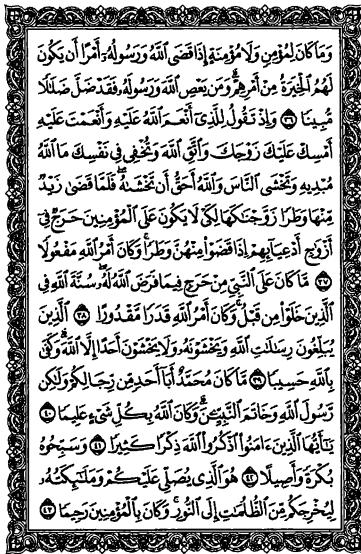 وَمَا كَانَ لِمُؤْمِنٍ وَلَا مُؤْمِنَةٍ إِذَا قَضَى ٱللَّهُ وَرَسُولُهُۥٓ أَمْرًا أَن يَكُونَ
لَهُمُ ٱلْخِيَرَةُ مِنْ أَمْرِهِمْ ۗ وَمَن يَعْصِ ٱللَّهَ وَرَسُولَهُۥ فَقَدْ ضَلَّ ضَلَٰلًا
مُّبِينًا ٣٦ وَإِذْ تَقُولُ لِلَّذِىٓ أَنْعَمَ ٱللَّهُ عَلَيْهِ وَأَنْعَمْتَ عَلَيْهِ
أَمْسِكْ عَلَيْكَ زَوْجَكَ وَٱتَّقِ ٱللَّهَ وَتُخْفِى فِى نَفْسِكَ مَا ٱللَّهُ
مُبْدِيهِ وَتَخْشَى ٱلنَّاسَ وَٱللَّهُ أَحَقُّ أَن تَخْشَىٰهُ ۖ فَلَمَّا قَضَىٰ زَيْدٌ
مِّنْهَا وَطَرًا زَوَّجْنَٰكَهَا لِكَىْ لَا يَكُونَ عَلَى ٱلْمُؤْمِنِينَ حَرَجٌ فِىٓ
أَزْوَٰجِ أَدْعِيَآئِهِمْ إِذَا قَضَوْا۟ مِنْهُنَّ وَطَرًا ۚ وَكَانَ أَمْرُ ٱللَّهِ مَفْعُولًا
٣٧ مَّا كَانَ عَلَى ٱلنَّبِىِّ مِنْ حَرَجٍ فِيمَا فَرَضَ ٱللَّهُ لَهُۥ ۖ سُنَّةَ ٱللَّهِ فِى
ٱلَّذِينَ خَلَوْا۟ مِن قَبْلُ ۚ وَكَانَ أَمْرُ ٱللَّهِ قَدَرًا مَّقْدُورًا ٣٨ ٱلَّذِينَ
يُبَلِّغُونَ رِسَٰلَٰتِ ٱللَّهِ وَيَخْشَوْنَهُۥ وَلَا يَخْشَوْنَ أَحَدًا إِلَّا ٱللَّهَ ۗ وَكَفَىٰ
بِٱللَّهِ حَسِيبًا ٣٩ مَّا كَانَ مُحَمَّدٌ أَبَآ أَحَدٍ مِّن رِّجَالِكُمْ وَلَٰكِن
رَّسُولَ ٱللَّهِ وَخَاتَمَ ٱلنَّبِيِّۦنَ ۗ وَكَانَ ٱللَّهُ بِكُلِّ شَىْءٍ عَلِيمًا ٤٠
يَٰٓأَيُّهَا ٱلَّذِينَ ءَامَنُوا۟ ٱذْكُرُوا۟ ٱللَّهَ ذِكْرًا كَثِيرًا ٤١ وَسَبِّحُوهُ
بُكْرَةً وَأَصِيلًا ٤٢ هُوَ ٱلَّذِى يُصَلِّى عَلَيْكُمْ وَمَلَٰٓئِكَتُهُۥ
لِيُخْرِجَكُم مِّنَ ٱلظُّلُمَٰتِ إِلَى ٱلنُّورِ ۚ وَكَانَ بِٱلْمُؤْمِنِينَ رَحِيمًا ٤٣